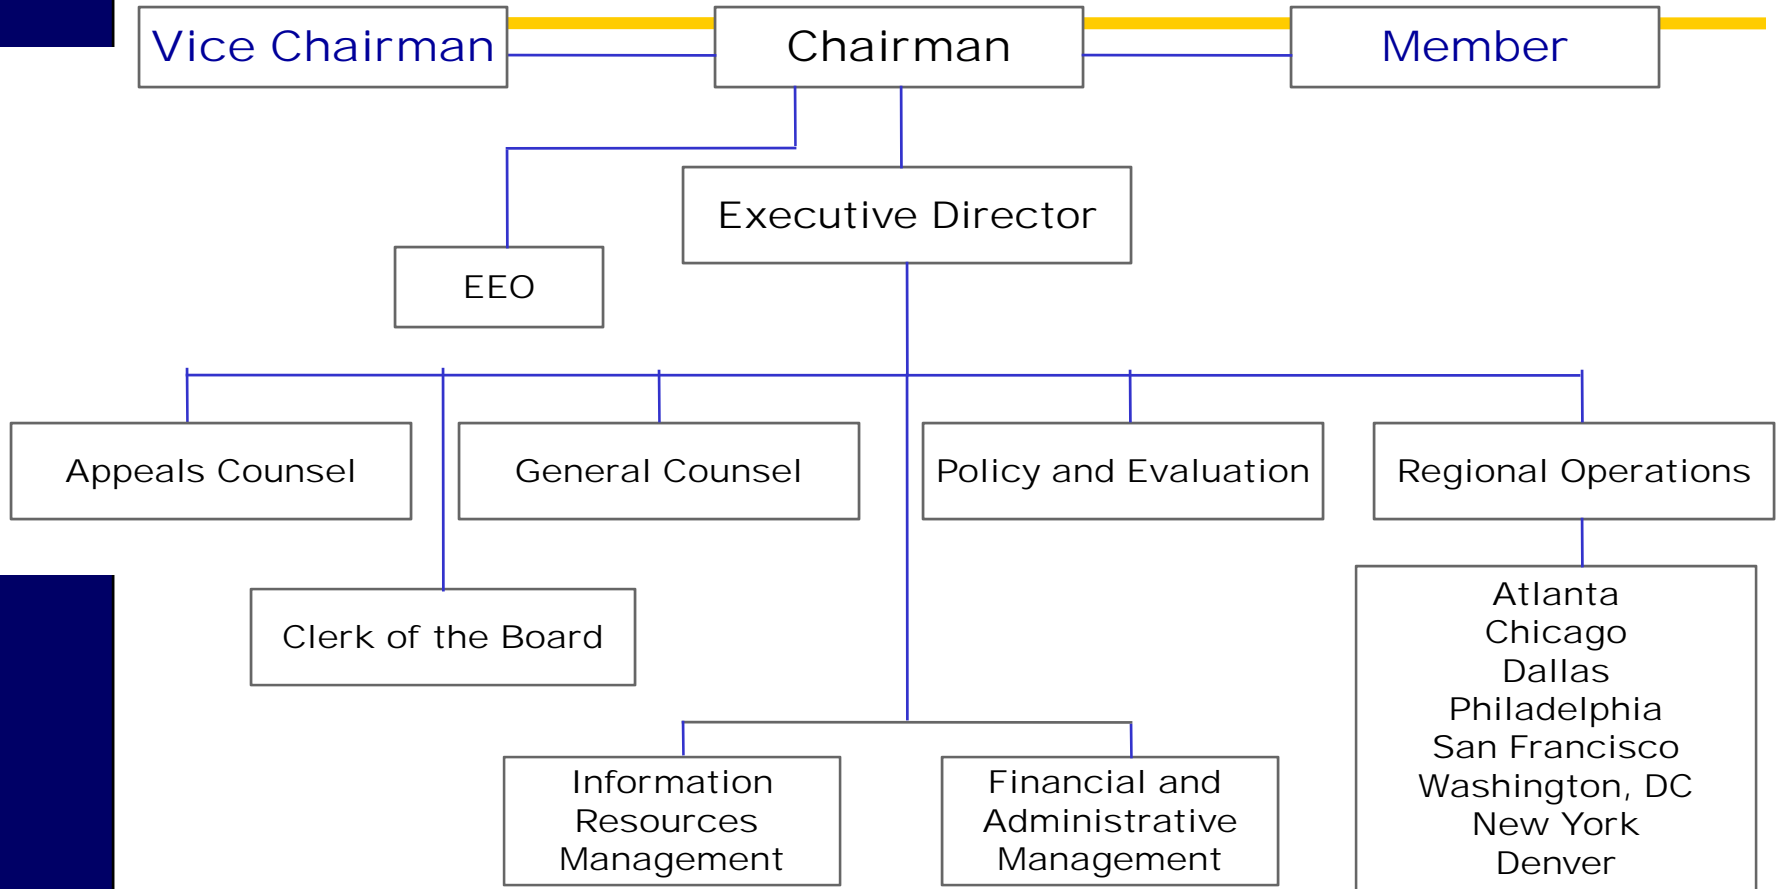 Vice Chairman
Chairman
Member
Executive Director
EEO
Appeals Counsel
General Counsel
Policy and Evaluation
Regional Operations
Clerk of the Board
Information
Resources
Management
Financial and
Administrative
Management
Atlanta
Chicago
Dallas
Philadelphia
San Francisco
Washington, DC
New York
Denver